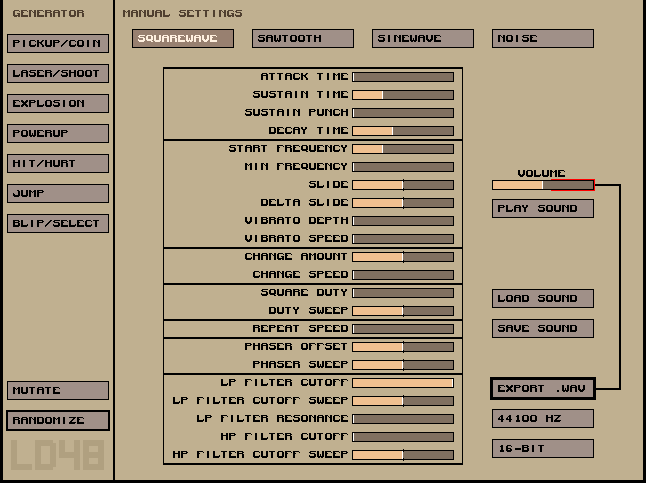 GENERATOR
PICKUP/COIN
LASER/SHOOT
EXPLOSION
POWERUP
HIT/HURT
JUMP
BLIP/SELECT
MUTATE
RANDOMIZE
LD48
MANUAL SETTINGS
SQUAREWAVE
SAWTOOTH
SINEWAVE
NOISE
ATTACK TIME
SUSTAIN TIME
SUSTAIN PUNCH
DECAY TIME
START FREQUENCY
MIN FREQUENCY
SLIDE
DELTA SLIDE
VIBRATO DEPTH
VIBRATO SPEED
CHANGE AMOUNT
CHANGE SPEED
SQUARE DUTY
DUTY SWEEP
REPEAT SPEED
PHASER OFFSET
PHASER SWEEP
LP FILTER CUTOFF
LP FILTER CUTOFF SWEEP
LP FILTER RESONANCE
HP FILTER CUTOFF
HP FILTER CUTOFF SWEEP
VOLUME
PLAY SOUND
LOAD SOUND
SAVE SOUND
EXPORT .WAV
44100 HZ
16-BIT